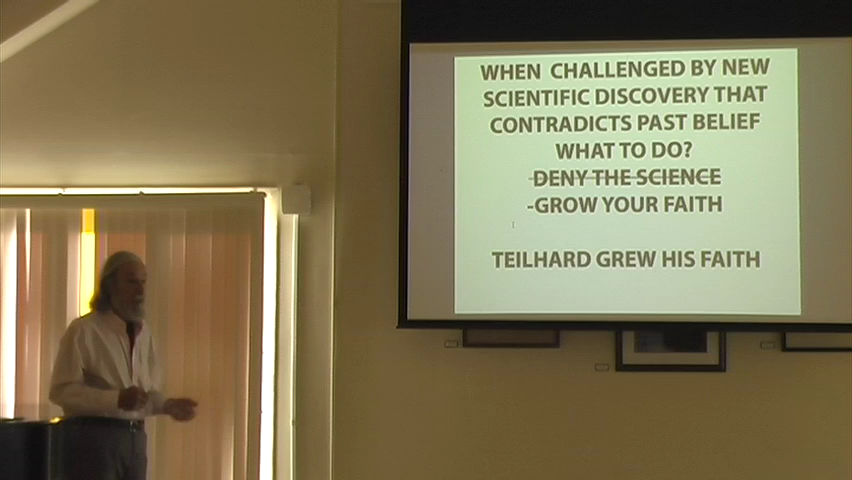 WHEN CHALLENGED BY NEW
SCIENTIFIC DISCOVERY THAT
CONTRADICTS PAST BELIEF
WHAT TO DO?
-DENY THE SCIENCE
-GROW YOUR FAITH
TEILHARD GREW HIS FAITH